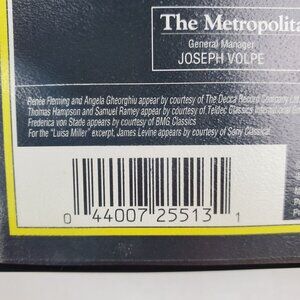 The Metropolita
General Manager
JOSEPH VOLPE
Renée Fleming and Angela Gheorghiu appear by courtesy of The Decca Record Company Ltd
Thomas Hampson and Samuel Ramey appear by courtesy of Teldec Classics International
Frederica von Stade appears by courtesy of BMG Classics
For the "Luisa Miller" excerpt, James Levine appears by courtesy of Sony Classical.
0 44007 25513 1